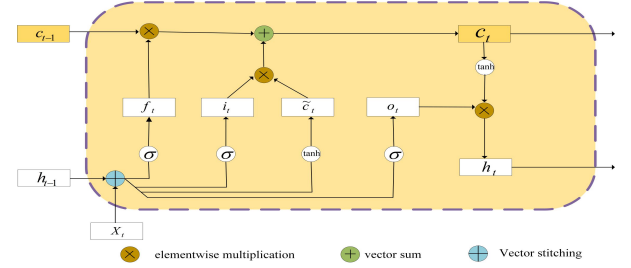 c_{t-1}
c_t
tanh
f_t
i_t
c̃_t
o_t
σ
σ
tanh
σ
h_{t-1}
h_t
X_t
elementwise multiplication
vector sum
Vector stitching